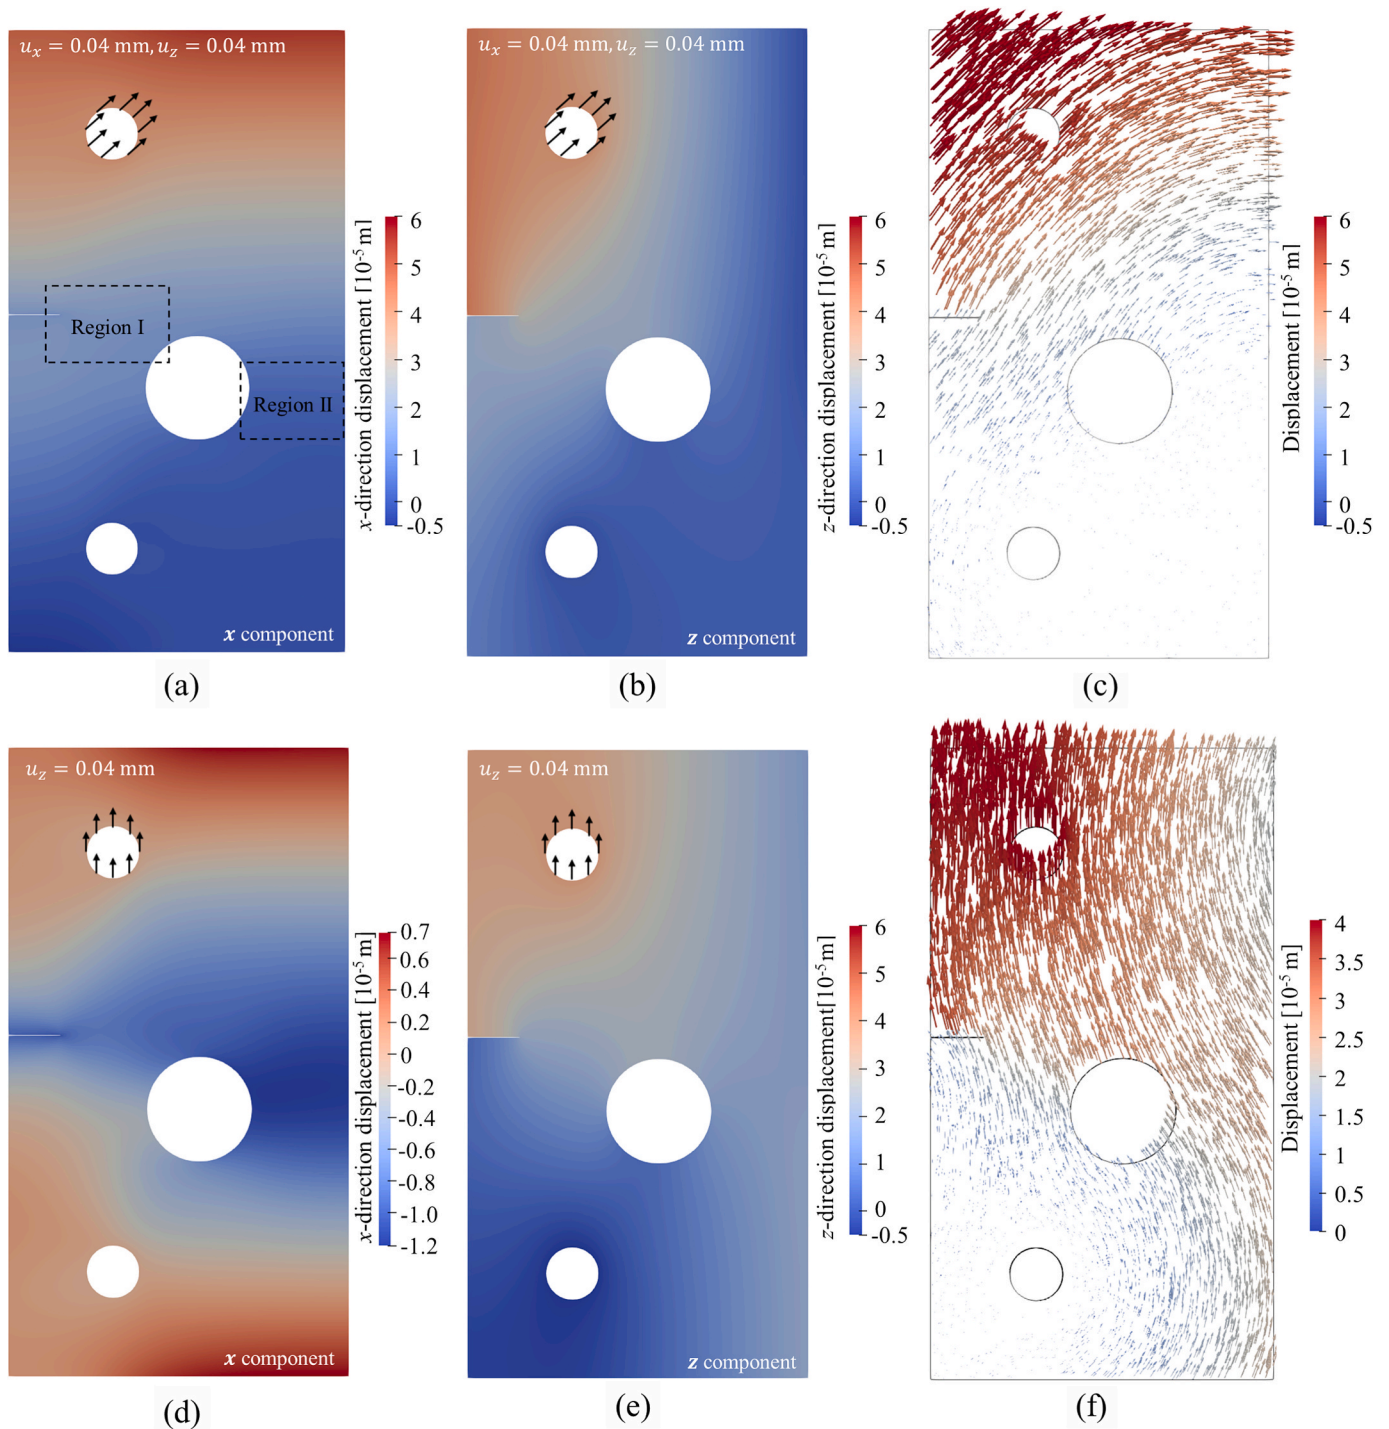 u_x = 0.04 mm, u_z = 0.04 mm
Region I
Region II
x component
6
5
4
3
2
1
0
-0.5
x-direction displacement [10⁻⁵ m]
(a)
u_x = 0.04 mm, u_z = 0.04 mm
z component
6
5
4
3
2
1
0
-0.5
z-direction displacement [10⁻⁵ m]
(b)
6
5
4
3
2
1
0
-0.5
Displacement [10⁻⁵ m]
(c)
u_z = 0.04 mm
x component
0.7
0.6
0.4
0.2
0
-0.2
-0.4
-0.6
-0.8
-1.0
-1.2
x-direction displacement [10⁻⁵ m]
(d)
u_z = 0.04 mm
z component
6
5
4
3
2
1
0
-0.5
z-direction displacement[10⁻⁵ m]
(e)
4
3.5
3
2.5
2
1.5
1
0.5
0
Displacement [10⁻⁵ m]
(f)